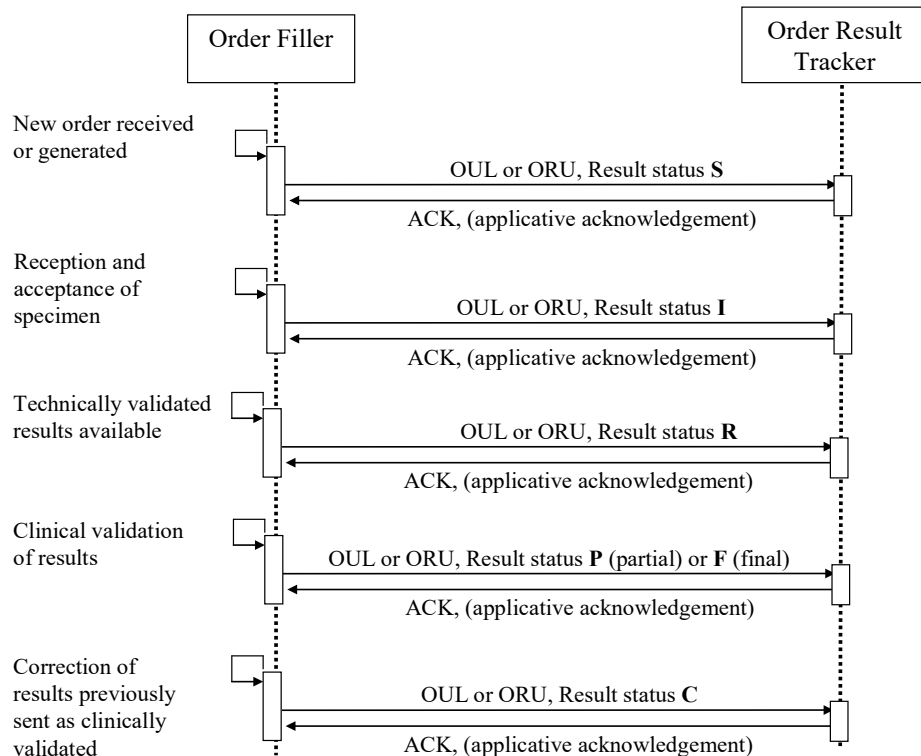 Order Filler
Order Result
Tracker
New order received
or generated
OUL or ORU, Result status S
ACK, (applicative acknowledgement)
Reception and
acceptance of
specimen
OUL or ORU, Result status I
ACK, (applicative acknowledgement)
Technically validated
results available
OUL or ORU, Result status R
ACK, (applicative acknowledgement)
Clinical validation
of results
OUL or ORU, Result status P (partial) or F (final)
ACK, (applicative acknowledgement)
Correction of
results previously
sent as clinically
validated
OUL or ORU, Result status C
ACK, (applicative acknowledgement)